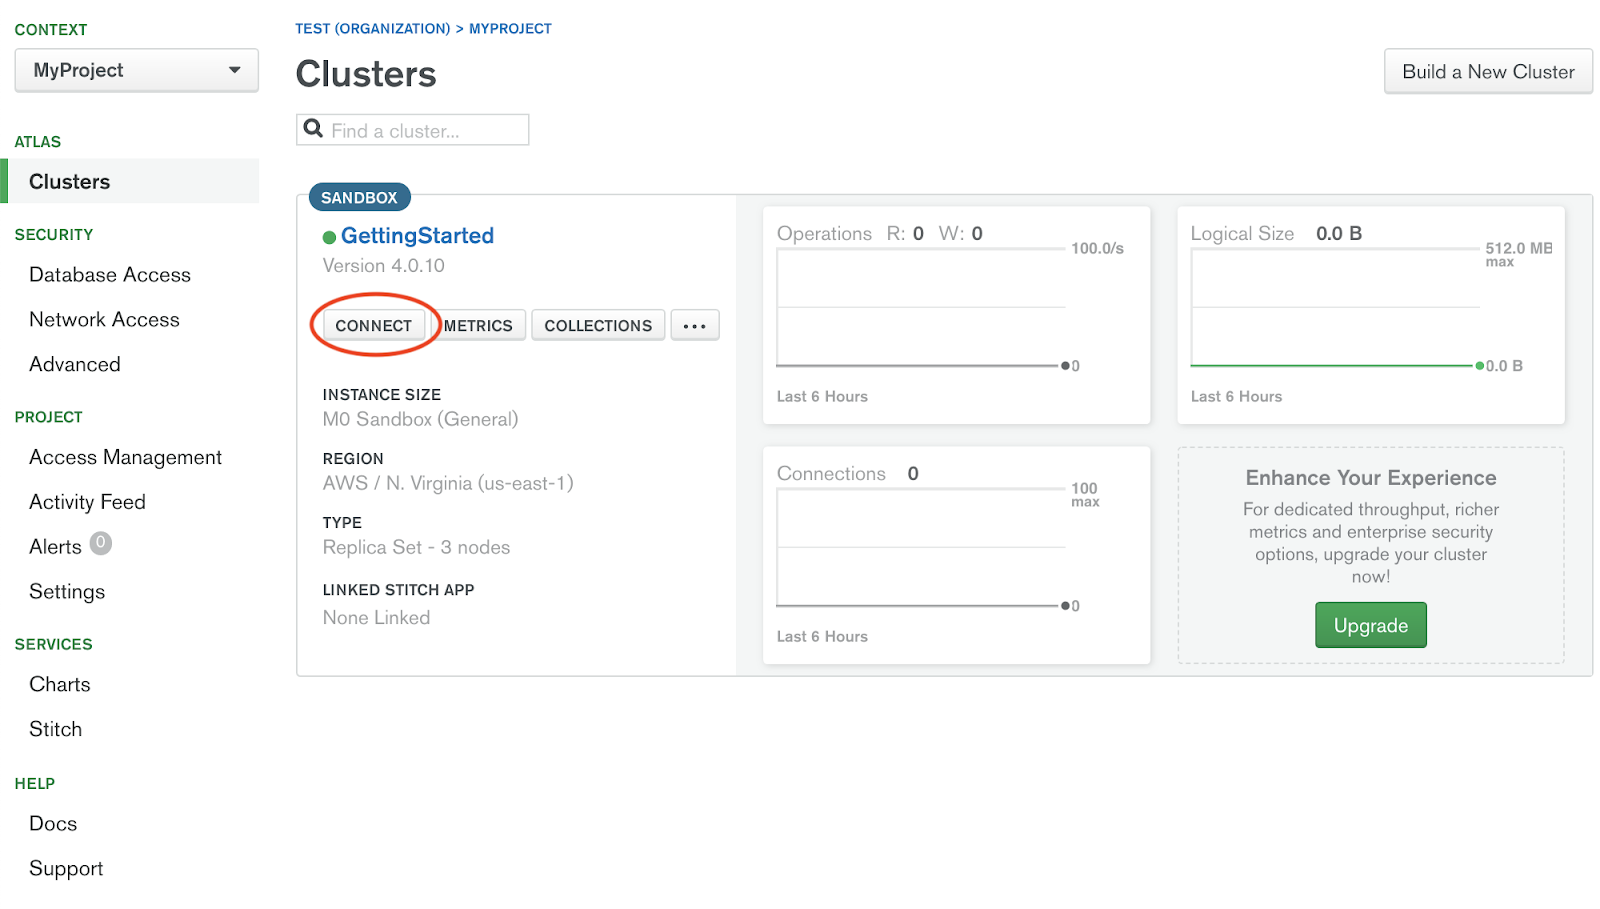 CONTEXT
MyProject
ATLAS
Clusters
SECURITY
Database Access
Network Access
Advanced
PROJECT
Access Management
Activity Feed
Alerts 0
Settings
SERVICES
Charts
Stitch
HELP
Docs
Support
TEST (ORGANIZATION) > MYPROJECT
Clusters
Build a New Cluster
Find a cluster...
SANDBOX
GettingStarted
Version 4.0.10
CONNECT METRICS COLLECTIONS ...
INSTANCE SIZE
M0 Sandbox (General)
REGION
AWS / N. Virginia (us-east-1)
TYPE
Replica Set - 3 nodes
LINKED STITCH APP
None Linked
Operations R: 0 W: 0
100.0/s
0
Last 6 Hours
Logical Size 0.0 B
512.0 MB
max
0.0 B
Last 6 Hours
Connections 0
100
max
0
Last 6 Hours
Enhance Your Experience
For dedicated throughput, richer
metrics and enterprise security
options, upgrade your cluster
now!
Upgrade